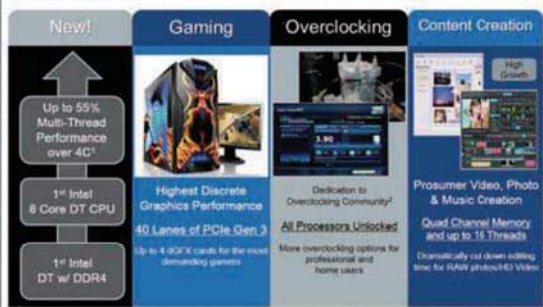 New!
Up to 55%
Multi-Thread
Performance
over 4C¹
1st Intel
8 Core DT CPU
1st Intel
DT w/ DDR4
Gaming
Highest Discrete
Graphics Performance
40 Lanes of PCIe Gen 3
Up to 4 dGFX cards for the most
demanding gamers
Overclocking
3.90
Dedication to
Overclocking Community²
All Processors Unlocked
More overclocking options for
professional and
home users
Content Creation
High
Growth
Prosumer Video, Photo
& Music Creation
Quad Channel Memory
and up to 16 Threads
Dramatically cut down editing
time for RAW photos/HD Video